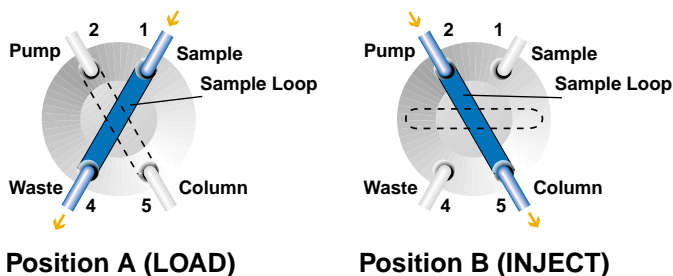 2 1
Pump Sample
Sample Loop
Waste Column
4 5
Position A (LOAD)
2 1
Pump Sample
Sample Loop
Waste Column
4 5
Position B (INJECT)